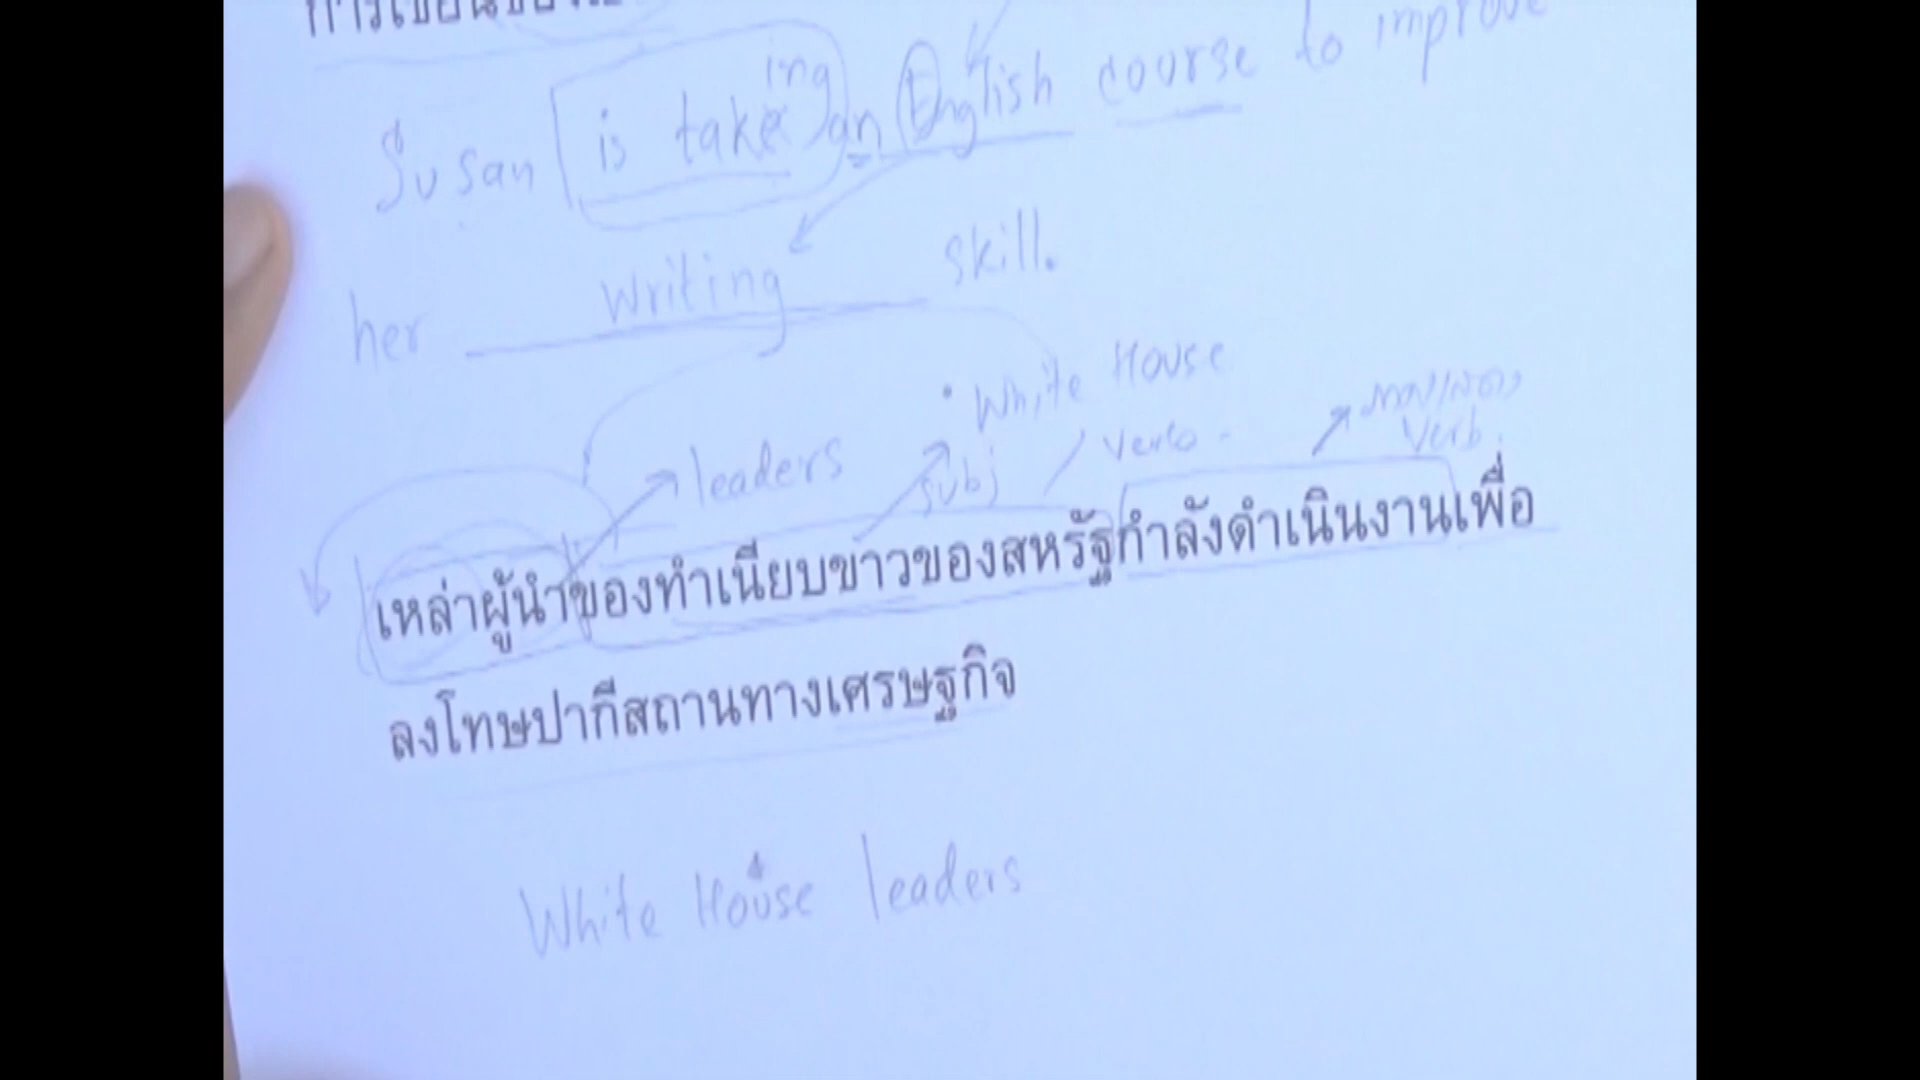 ing
Susan is take an English course to improve
her writing skill.
White House
leaders subj / verb
verb
เหล่าผู้นำของทำเนียบขาวของสหรัฐกำลังดำเนินงานเพื่อ
ลงโทษปากีสถานทางเศรษฐกิจ
White House leaders